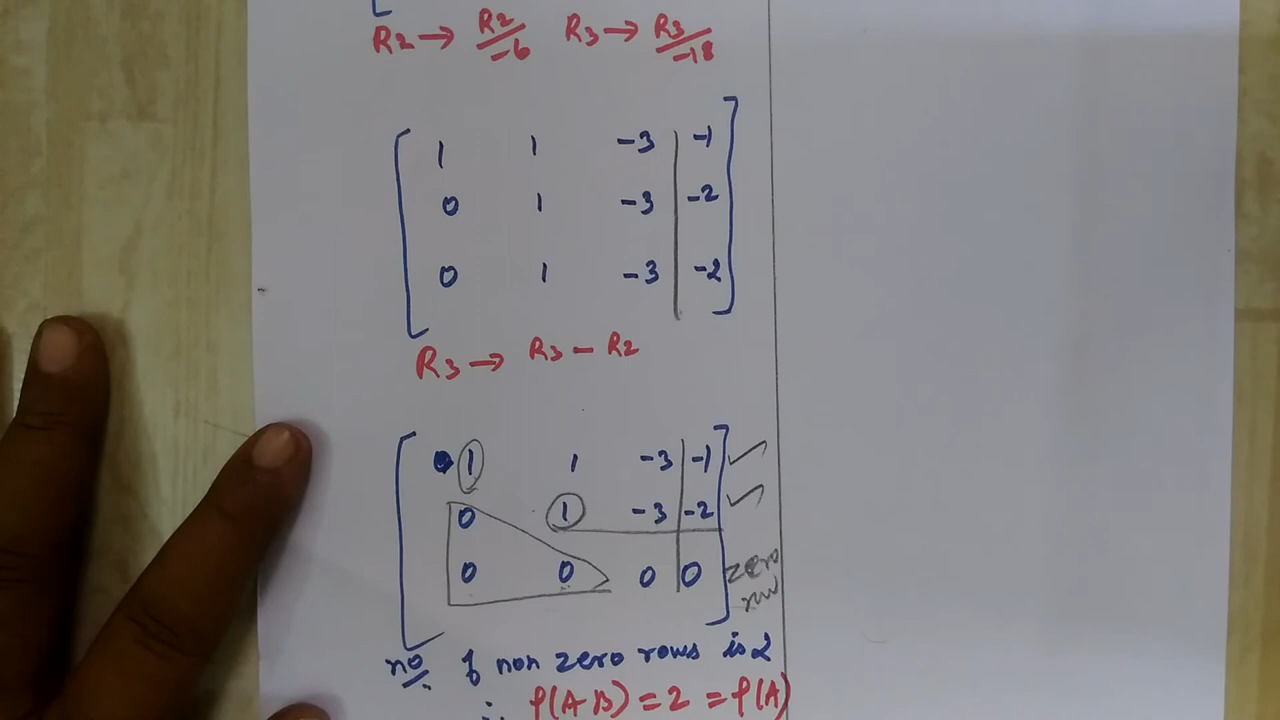 R2 → R2/-6 R3 → R3/-18
1 1 -3 -1
0 1 -3 -2
0 1 -3 -2
R3 → R3 - R2
1 1 -3 -1 ✓
0 1 -3 -2 ✓
0 0 0 0 zero row
no. of non zero rows is 2
∴ ρ(AB) = 2 = ρ(A)